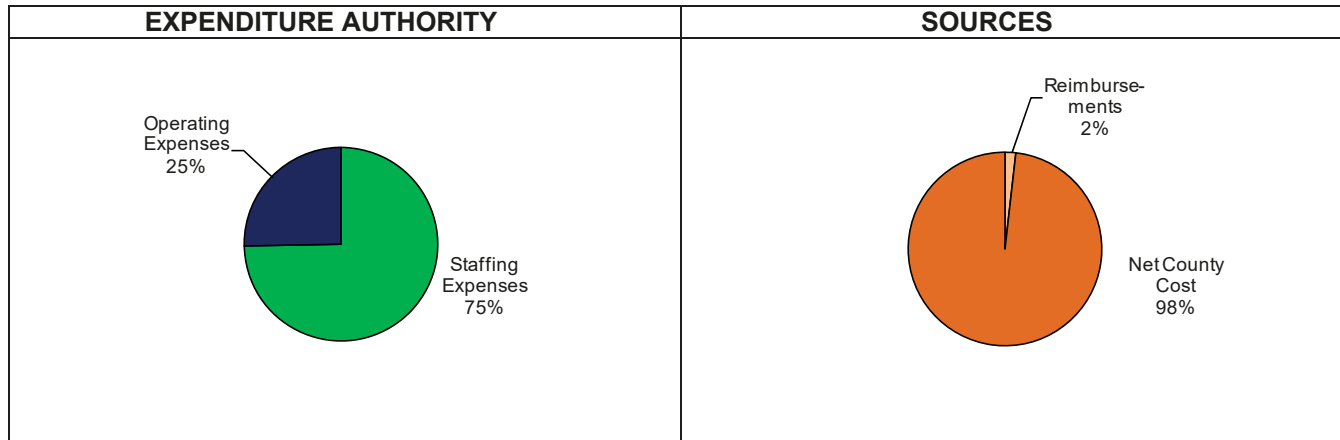 EXPENDITURE AUTHORITY
SOURCES
Operating
Expenses
25%
Staffing
Expenses
75%
Reimburse-
ments
2%
Net County
Cost
98%